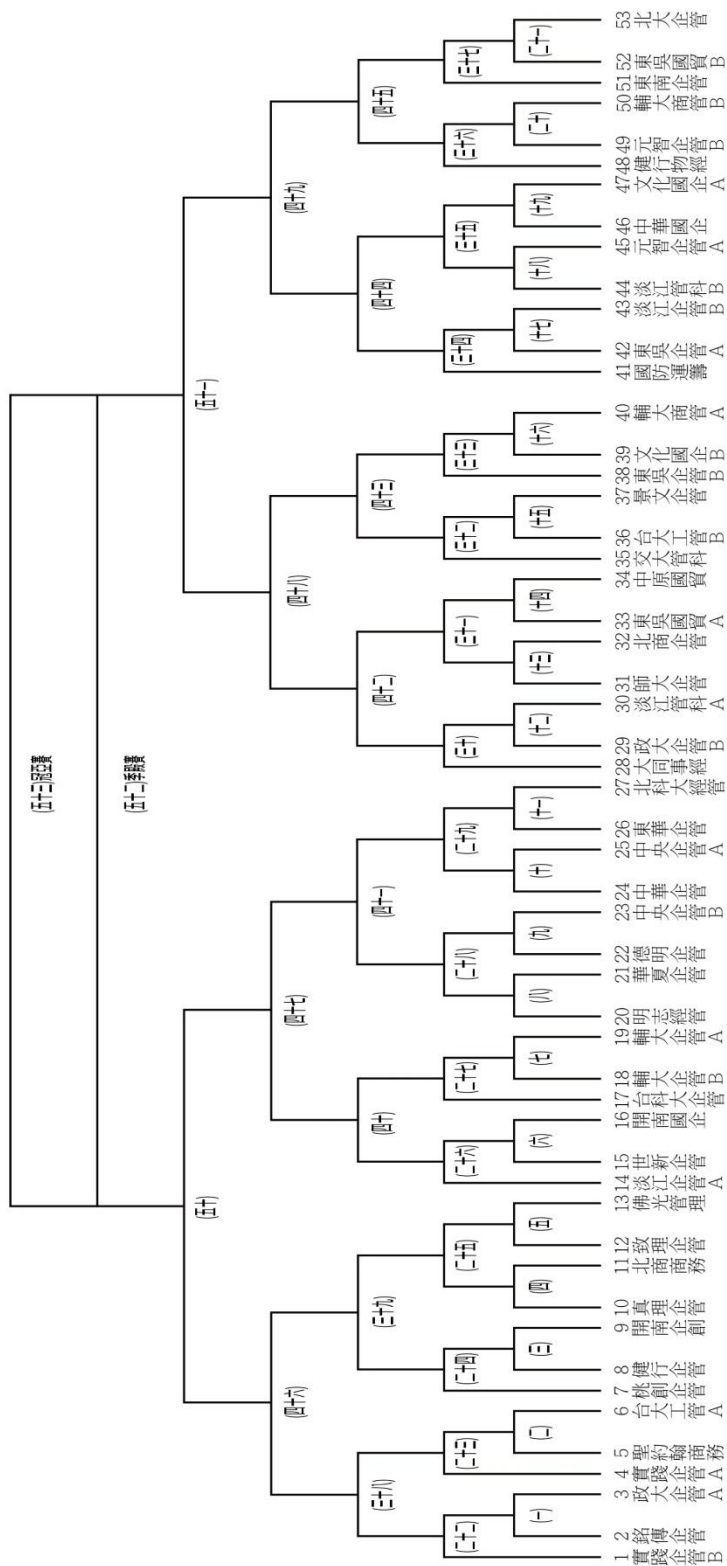 (五十三)冠亞賽
(五十二)季殿賽
(五十)
(五十一)
(四十六)
(四十七)
(四十八)
(四十九)
(三十八)
(三十九)
(四十)
(四十一)
(四十二)
(四十三)
(四十四)
(四十五)
(二十二)
(二十三)
(二十四)
(二十五)
(二十六)
(二十七)
(二十八)
(二十九)
(三十)
(三十一)
(三十二)
(三十三)
(三十四)
(三十五)
(三十六)
(三十七)
(一)
(二)
(三)
(四)
(五)
(六)
(七)
(八)
(九)
(十)
(十一)
(十二)
(十三)
(十四)
(十五)
(十六)
(十七)
(十八)
(十九)
(二十)
(二十一)
1 實踐企管B
2 銘傳企管
3 政大企管A
4 實踐企管A
5 聖約翰商務
6 台大工管A
7 桃創企管
8 健行企管
9 開南企創
10 真理企管
11 北商商務
12 致理企管
13 佛光管理
14 淡江企管A
15 世新企管
16 開南國企
17 台科大企管
18 輔大企管B
19 輔大企管A
20 明志經管
21 華夏企管
22 德明企管
23 中央企管B
24 中華企管
25 中央企管A
26 東華企管
27 北科大經管
28 大同事經
29 政大企管B
30 淡江管科A
31 師大企管
32 北商企管
33 東吳國貿A
34 中原國貿
35 交大管科
36 台大工管B
37 景文企管
38 東吳企管B
39 文化國企B
40 輔大商管A
41 國防運籌
42 東吳企管A
43 淡江企管B
44 淡江管科B
45 元智企管A
46 中華國企
47 文化國企A
48 健行物經
49 元智企管B
50 輔大商管B
51 東南企管
52 東吳國貿B
53 北大企管